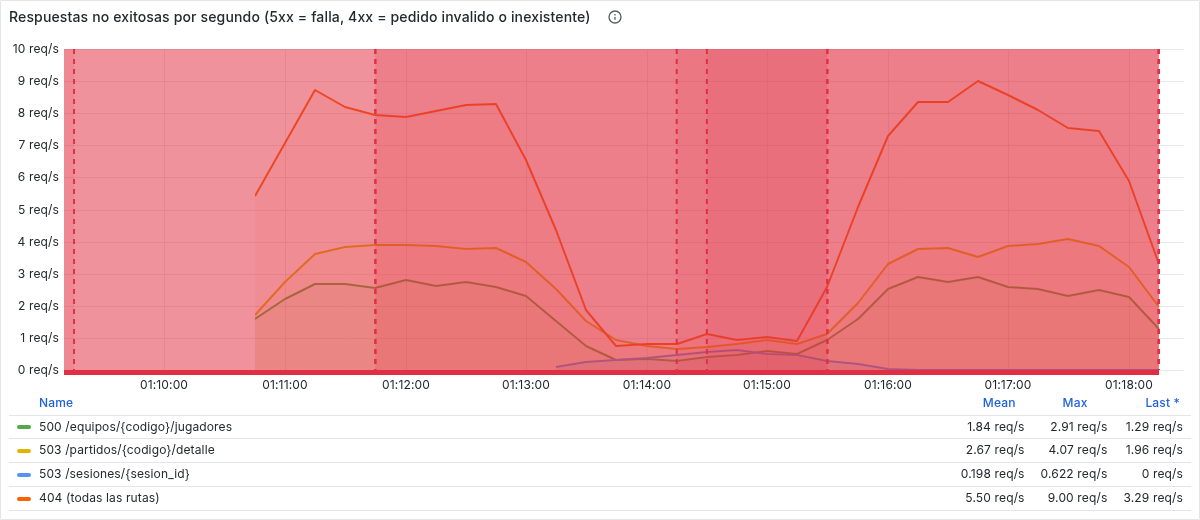 Respuestas no exitosas por segundo (5xx = falla, 4xx = pedido invalido o inexistente)
10 req/s
9 req/s
8 req/s
7 req/s
6 req/s
5 req/s
4 req/s
3 req/s
2 req/s
1 req/s
0 req/s
01:10:00 01:11:00 01:12:00 01:13:00 01:14:00 01:15:00 01:16:00 01:17:00 01:18:00
Name Mean Max Last *
500 /equipos/{codigo}/jugadores 1.84 req/s 2.91 req/s 1.29 req/s
503 /partidos/{codigo}/detalle 2.67 req/s 4.07 req/s 1.96 req/s
503 /sesiones/{sesion_id} 0.198 req/s 0.622 req/s 0 req/s
404 (todas las rutas) 5.50 req/s 9.00 req/s 3.29 req/s